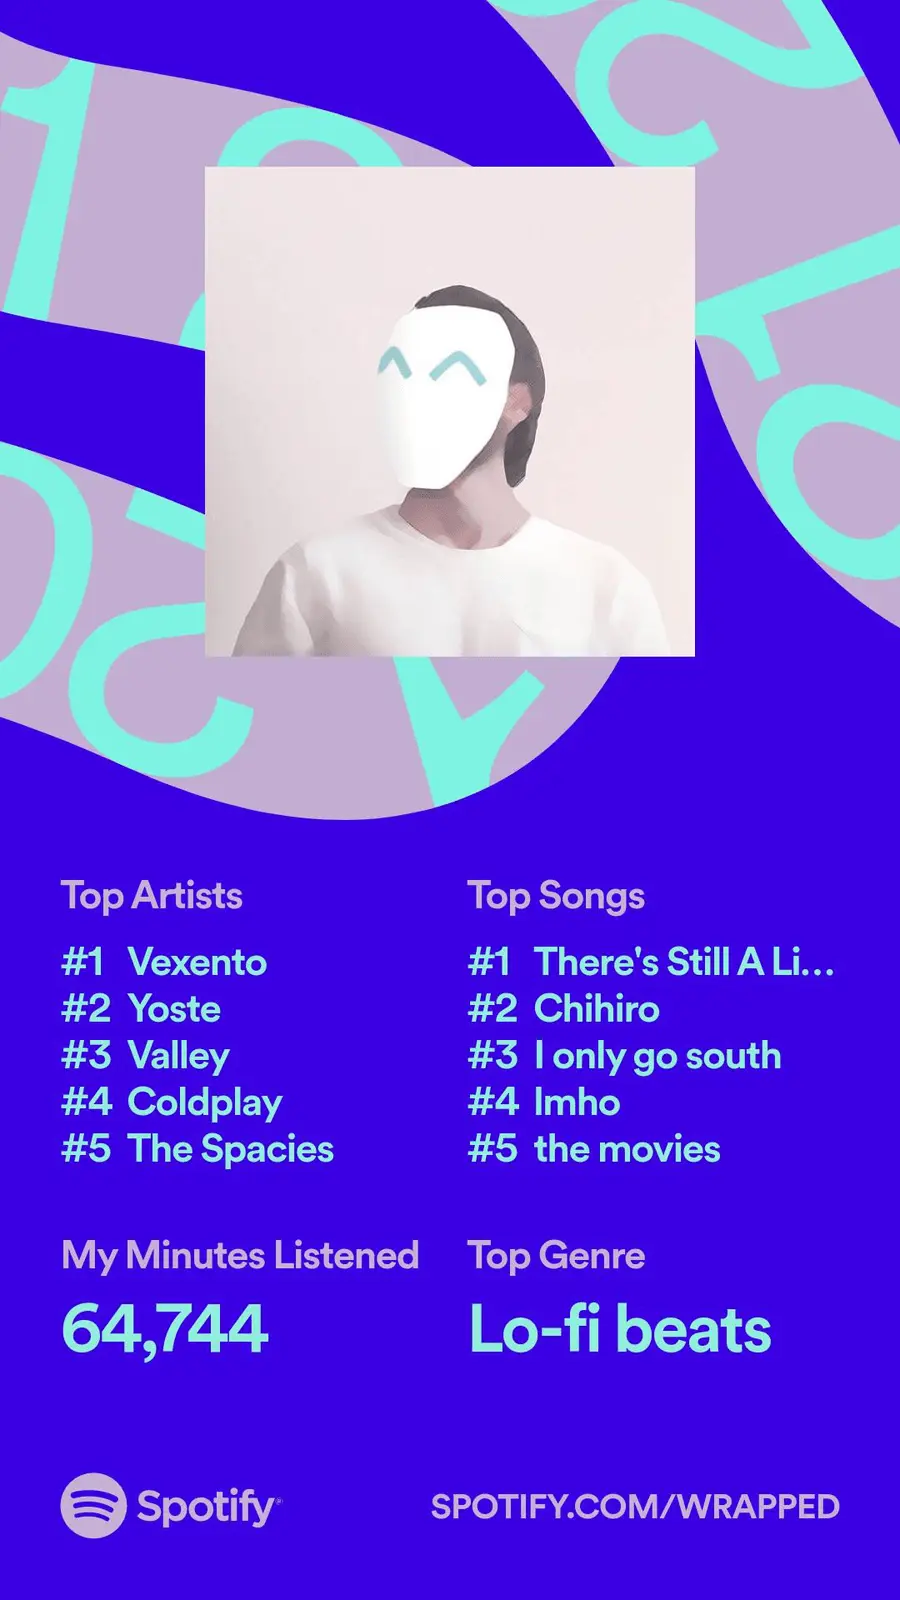 Top Artists
#1 Vexento
#2 Yoste
#3 Valley
#4 Coldplay
#5 The Spacies
Top Songs
#1 There's Still A Li...
#2 Chihiro
#3 I only go south
#4 Imho
#5 the movies
My Minutes Listened
64,744
Top Genre
Lo-fi beats
Spotify®
SPOTIFY.COM/WRAPPED